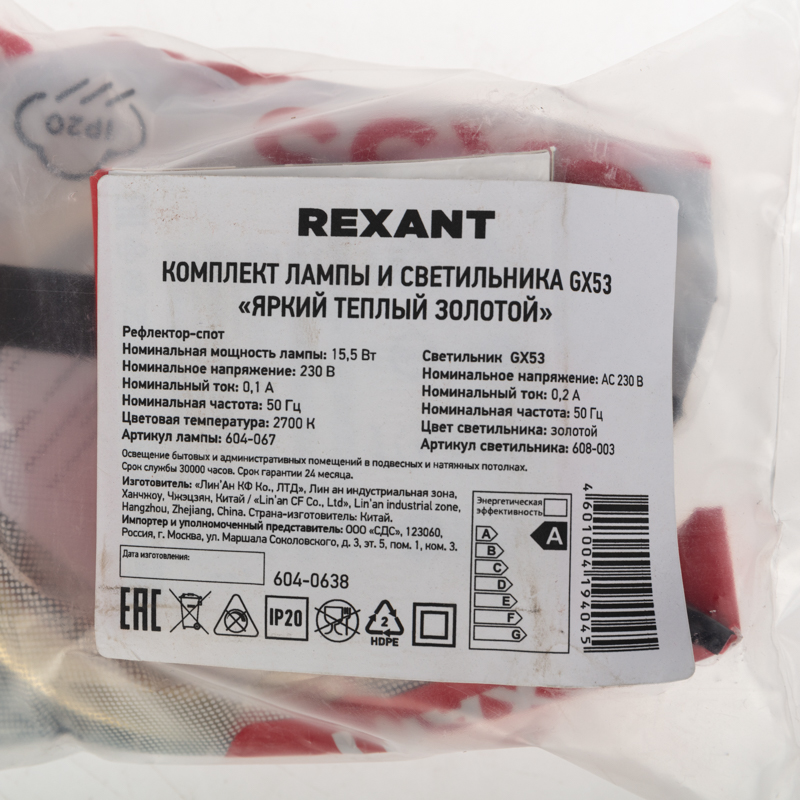 IP20
REXANT
КОМПЛЕКТ ЛАМПЫ И СВЕТИЛЬНИКА GX53
«ЯРКИЙ ТЕПЛЫЙ ЗОЛОТОЙ»
Рефлектор-спот
Номинальная мощность лампы: 15,5 Вт
Номинальное напряжение: 230 В
Номинальный ток: 0,1 А
Номинальная частота: 50 Гц
Цветовая температура: 2700 К
Артикул лампы: 604-067
Светильник GX53
Номинальное напряжение: АС 230 В
Номинальный ток: 0,2 А
Номинальная частота: 50 Гц
Цвет светильника: золотой
Артикул светильника: 608-003
Освещение бытовых и административных помещений в подвесных и натяжных потолках.
Срок службы 30000 часов. Срок гарантии 24 месяца.
Изготовитель: «Лин'Ан КФ Ко., ЛТД», Лин ан индустриальная зона,
Ханчжоу, Чжэцзян, Китай / «Lin'an CF Co., Ltd», Lin'an industrial zone,
Hangzhou, Zhejiang, China. Страна-изготовитель: Китай.
Импортер и уполномоченный представитель: ООО «СДС», 123060,
Россия, г. Москва, ул. Маршала Соколовского, д. 3, эт. 5, пом. 1, ком. 3.
Дата изготовления:
604-0638
EAC
IP20
2
HDPE
Энергетическая
эффективность
A
A
B
C
D
E
F
G
4601004194045